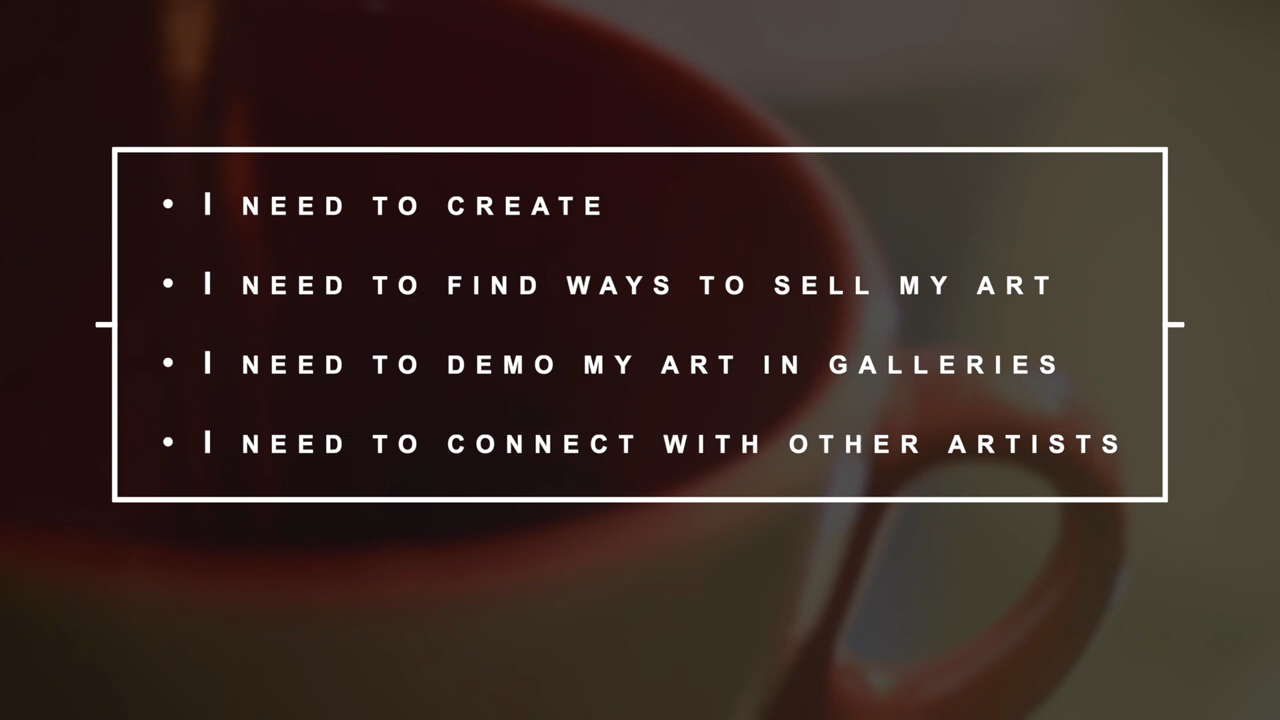 • I NEED TO CREATE
• I NEED TO FIND WAYS TO SELL MY ART
• I NEED TO DEMO MY ART IN GALLERIES
• I NEED TO CONNECT WITH OTHER ARTISTS